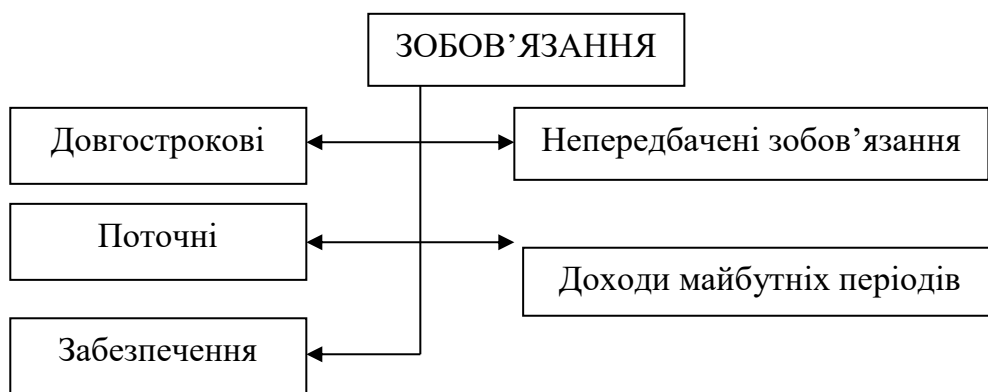 ЗОБОВ’ЯЗАННЯ
Довгострокові
Непередбачені зобов’язання
Поточні
Доходи майбутніх періодів
Забезпечення